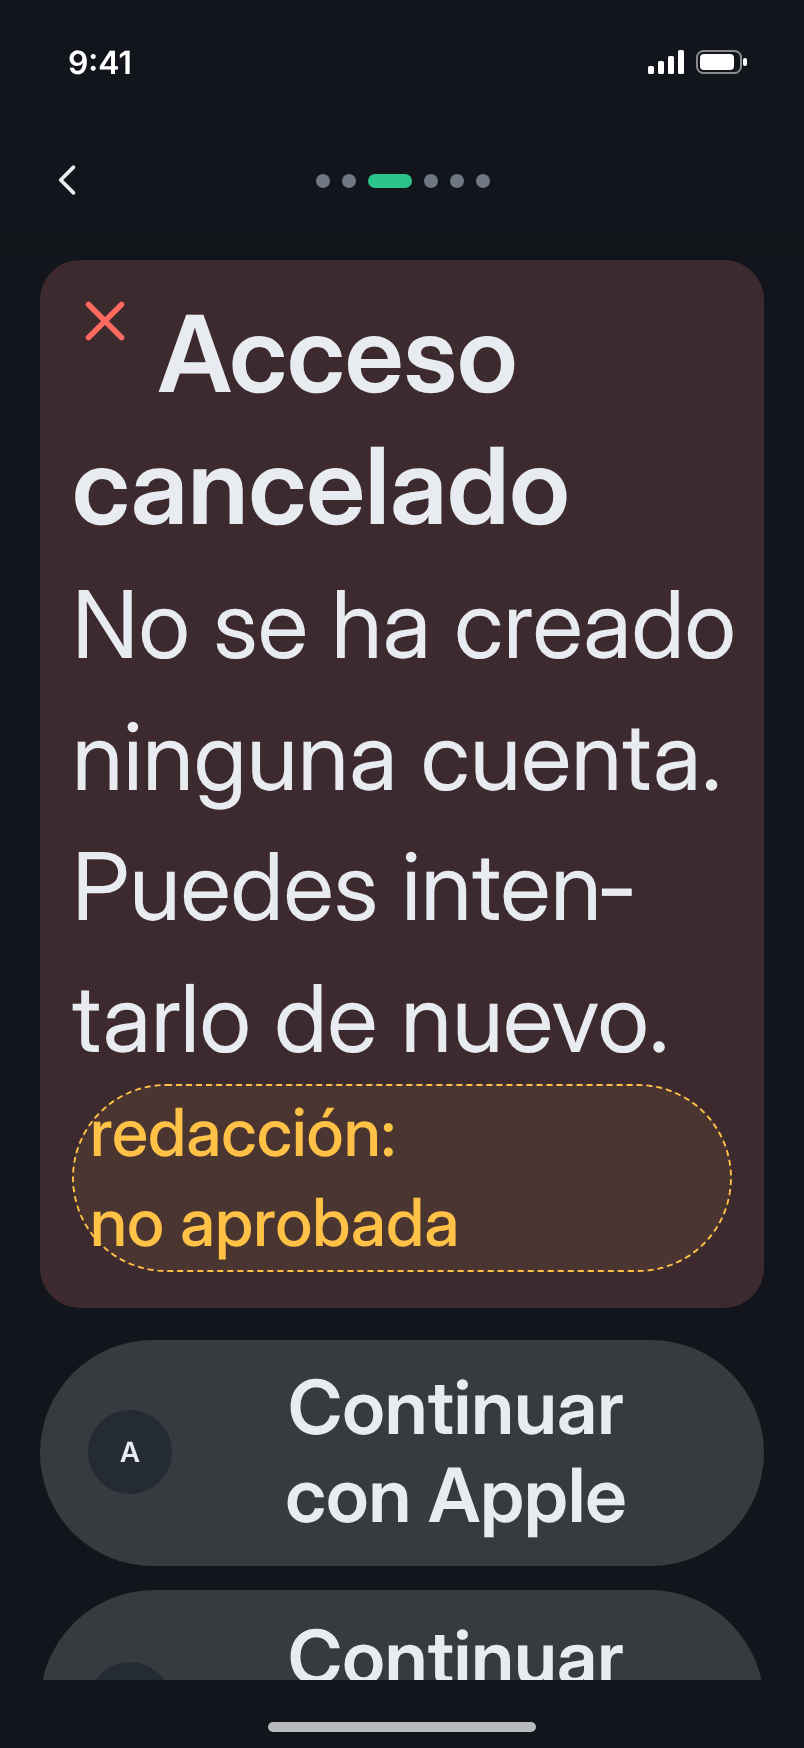 9:41
Acceso
cancelado
No se ha creado
ninguna cuenta.
Puedes inten-
tarlo de nuevo.
redacción:
no aprobada
A
Continuar
con Apple
Continuar